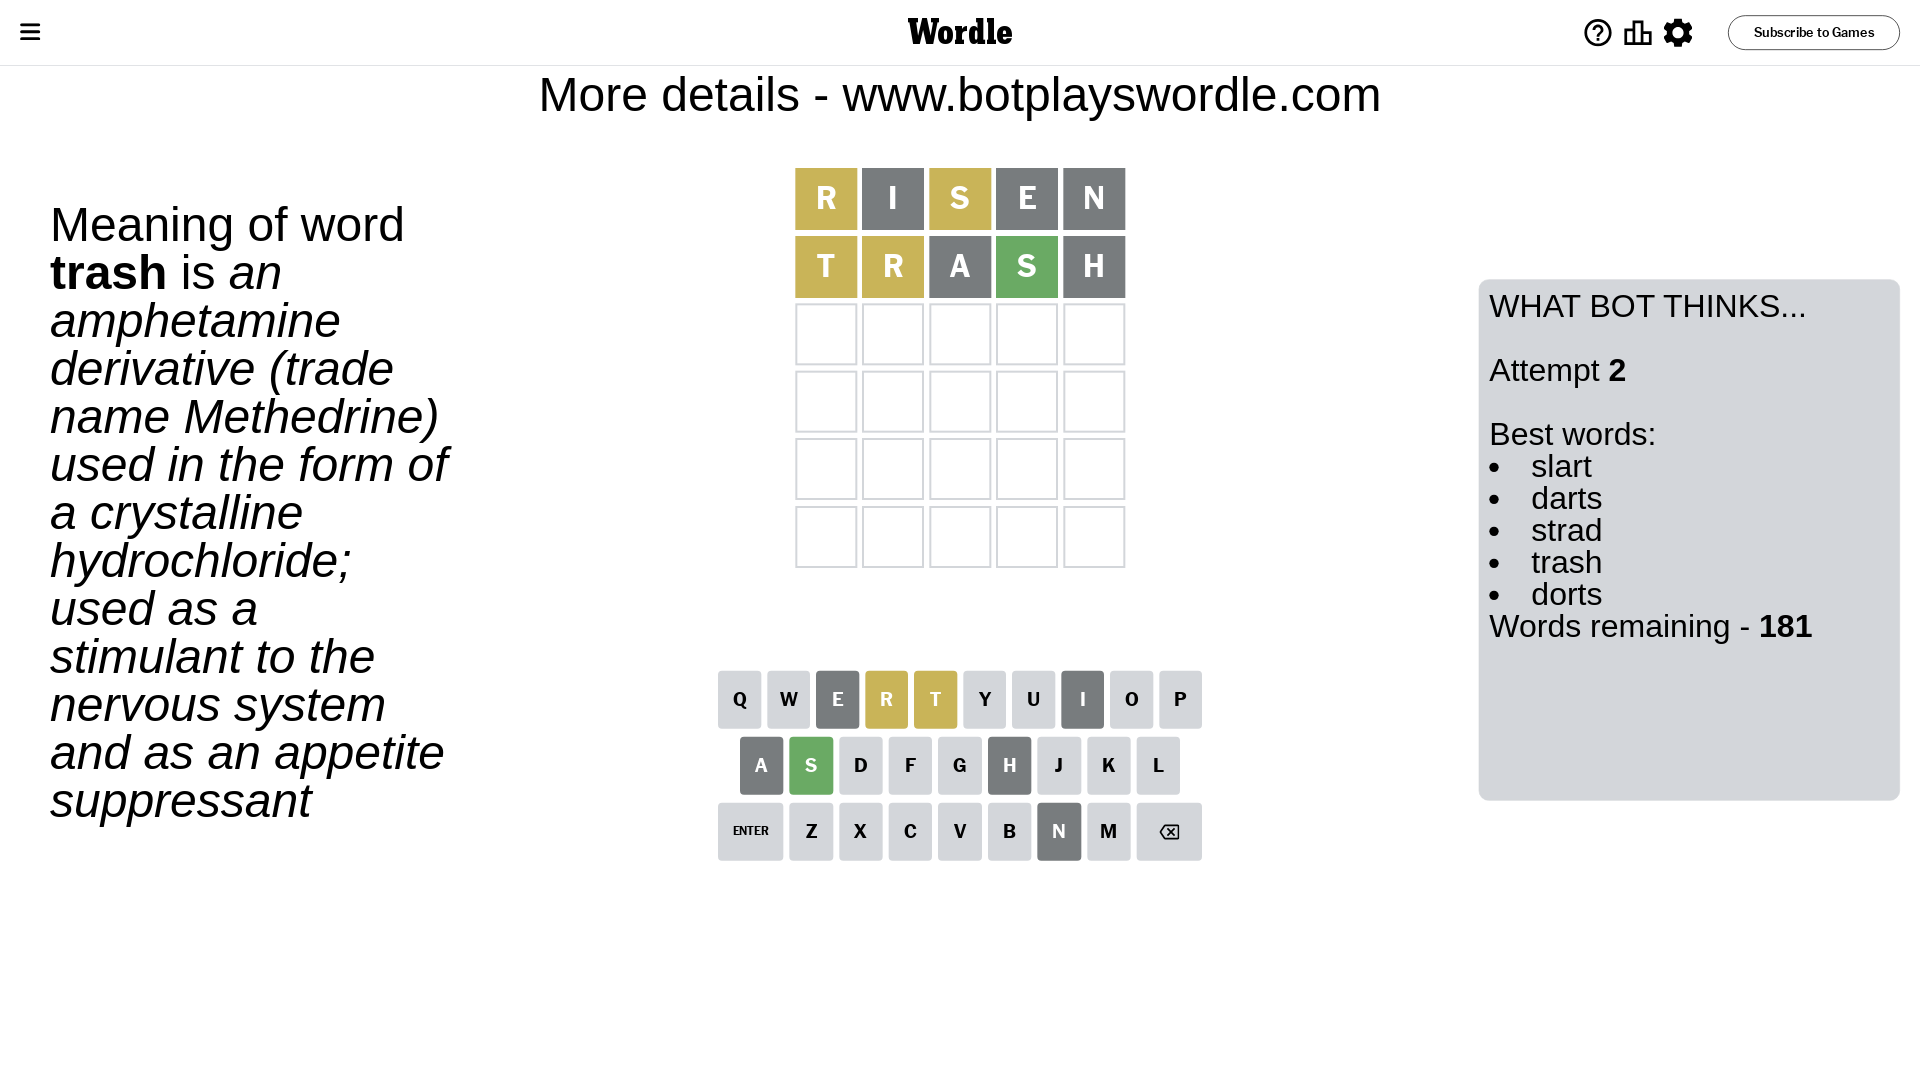 Wordle
Subscribe to Games
More details - www.botplayswordle.com
Meaning of word
trash is an
amphetamine
derivative (trade
name Methedrine)
used in the form of
a crystalline
hydrochloride;
used as a
stimulant to the
nervous system
and as an appetite
suppressant
R I S E N
T R A S H
WHAT BOT THINKS...
Attempt 2
Best words:
• slart
• darts
• strad
• trash
• dorts
Words remaining - 181
Q W E R T Y U I O P
A S D F G H J K L
ENTER Z X C V B N M